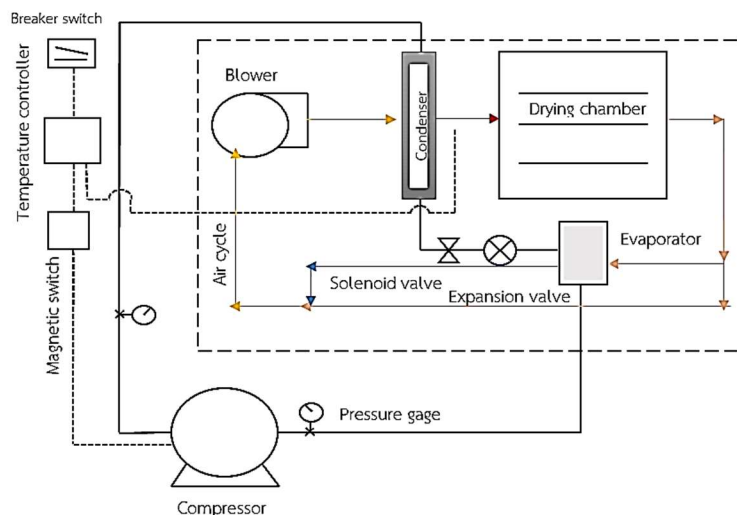 Breaker switch
Temperature controller
Magnetic switch
Blower
Condenser
Drying chamber
Air cycle
Evaporator
Solenoid valve
Expansion valve
Pressure gage
Compressor